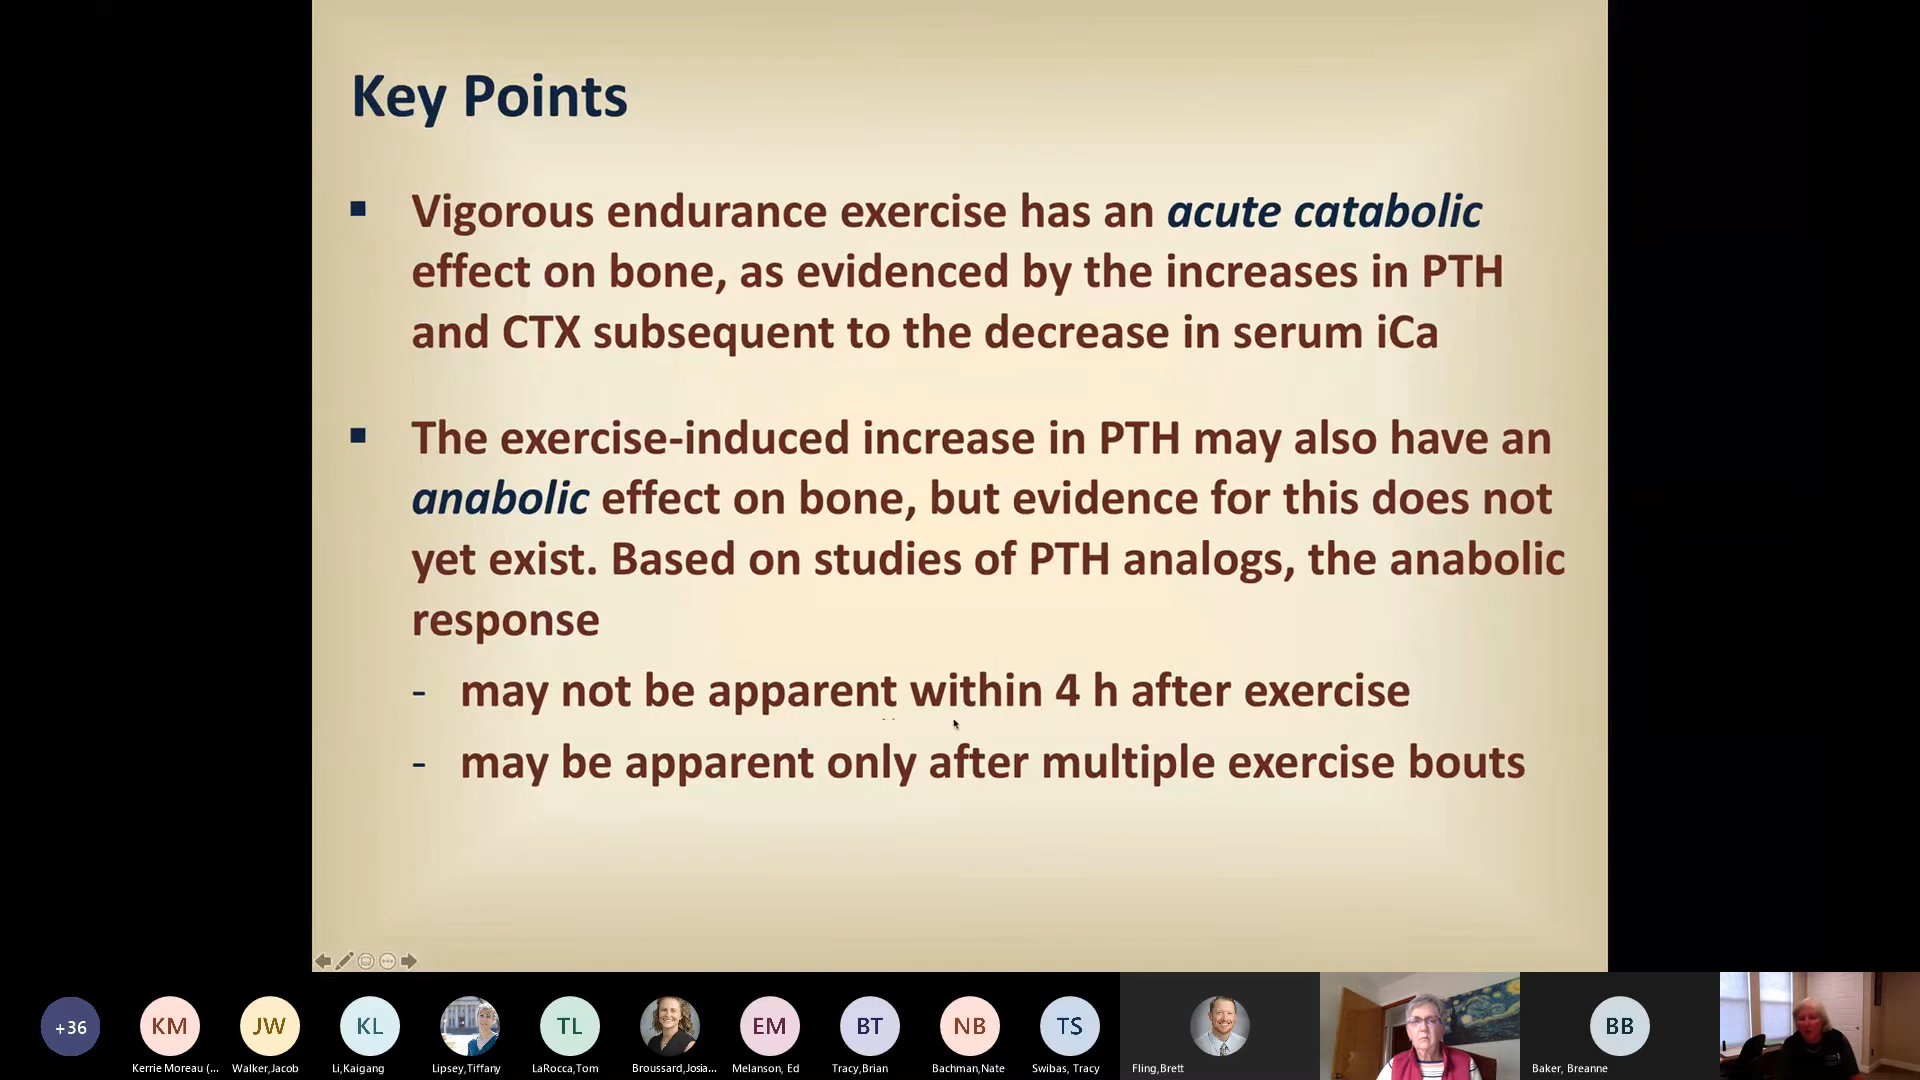 Key Points
▪ Vigorous endurance exercise has an acute catabolic
effect on bone, as evidenced by the increases in PTH
and CTX subsequent to the decrease in serum iCa
▪ The exercise-induced increase in PTH may also have an
anabolic effect on bone, but evidence for this does not
yet exist. Based on studies of PTH analogs, the anabolic
response
- may not be apparent within 4 h after exercise
- may be apparent only after multiple exercise bouts
+36
KM
JW
KL
TL
EM
BT
NB
TS
BB
Kerrie Moreau (...
Walker,Jacob
Li,Kaigang
Lipsey,Tiffany
LaRocca,Tom
Broussard,Josia...
Melanson, Ed
Tracy,Brian
Bachman,Nate
Swibas, Tracy
Fling,Brett
Baker, Breanne